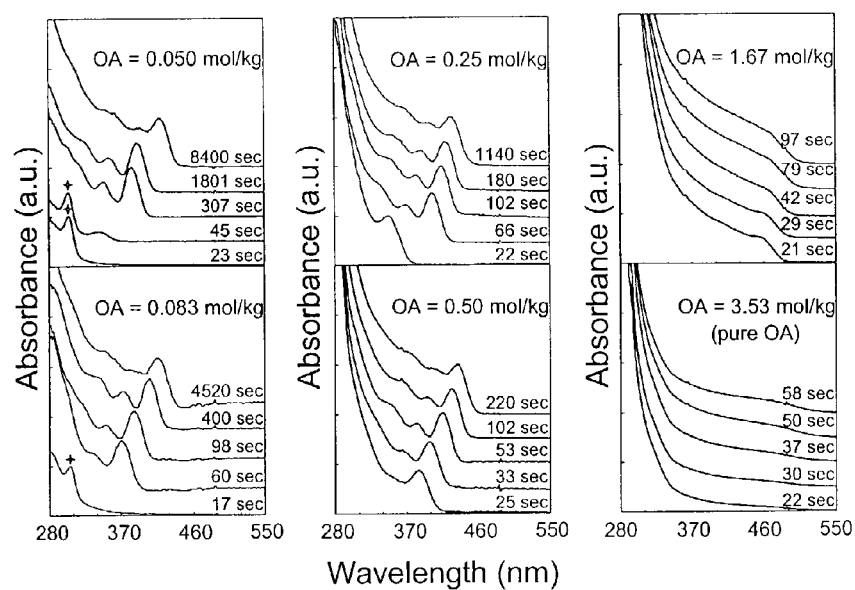 OA = 0.050 mol/kg
8400 sec
1801 sec
307 sec
45 sec
23 sec
OA = 0.25 mol/kg
1140 sec
180 sec
102 sec
66 sec
22 sec
OA = 1.67 mol/kg
97 sec
79 sec
42 sec
29 sec
21 sec
Absorbance (a.u.)
Absorbance (a.u.)
Absorbance (a.u.)
OA = 0.083 mol/kg
4520 sec
400 sec
98 sec
60 sec
17 sec
OA = 0.50 mol/kg
220 sec
102 sec
53 sec
33 sec
25 sec
OA = 3.53 mol/kg
(pure OA)
58 sec
50 sec
37 sec
30 sec
22 sec
280 370 460 550
280 370 460 550
280 370 460 550
Wavelength (nm)